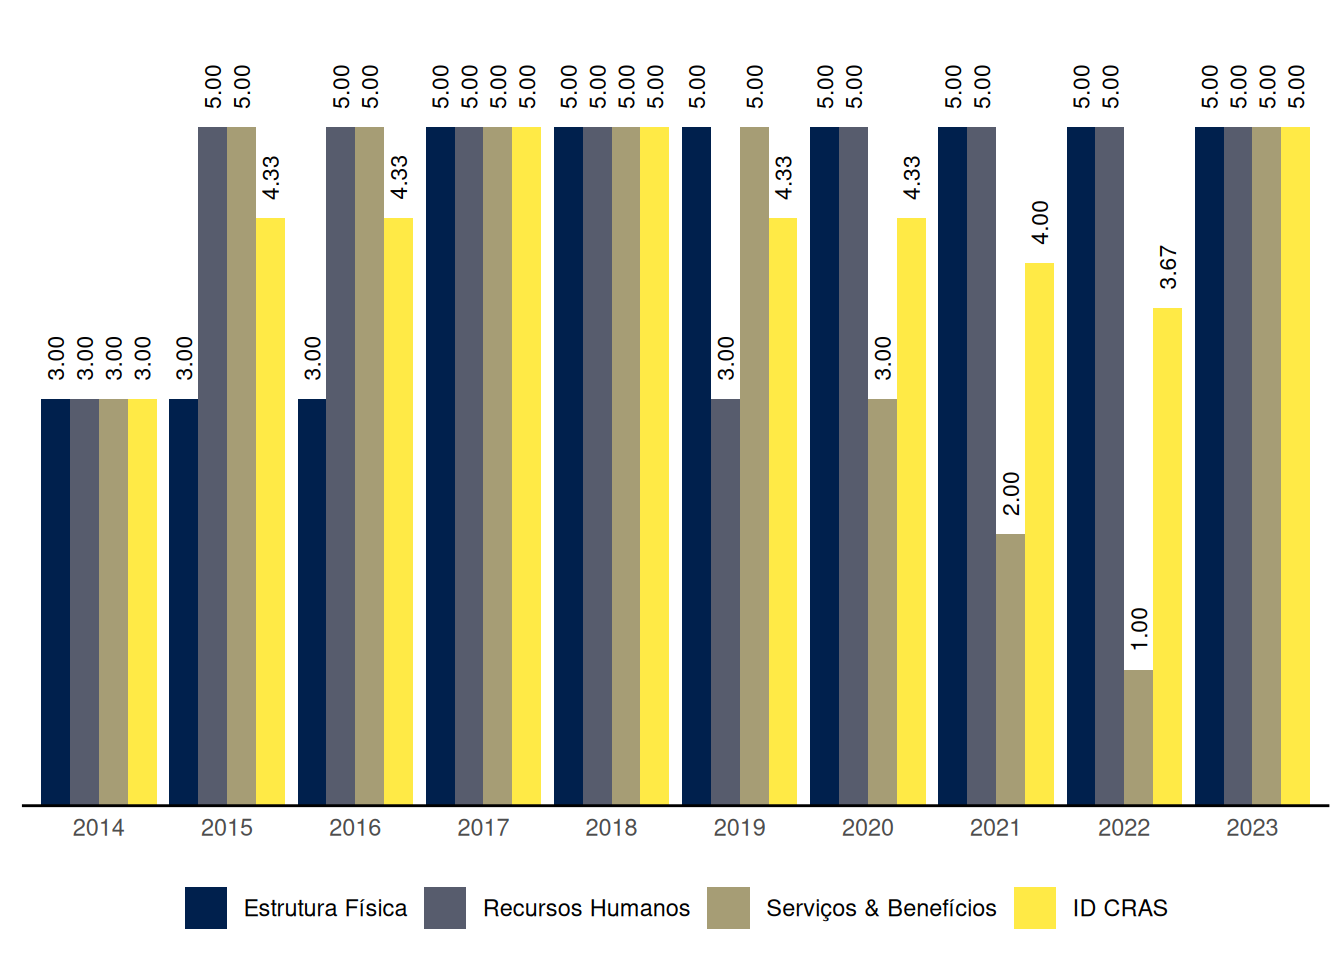 3.00 3.00 3.00 3.00 3.00 5.00 5.00 4.33 3.00 5.00 5.00 4.33 5.00 5.00 5.00 5.00 5.00 5.00 5.00 5.00 5.00 3.00 5.00 4.33 5.00 5.00 3.00 4.33 5.00 5.00 2.00 4.00 5.00 5.00 1.00 3.67 5.00 5.00 5.00 5.00
2014 2015 2016 2017 2018 2019 2020 2021 2022 2023
Estrutura Física Recursos Humanos Serviços & Benefícios ID CRAS